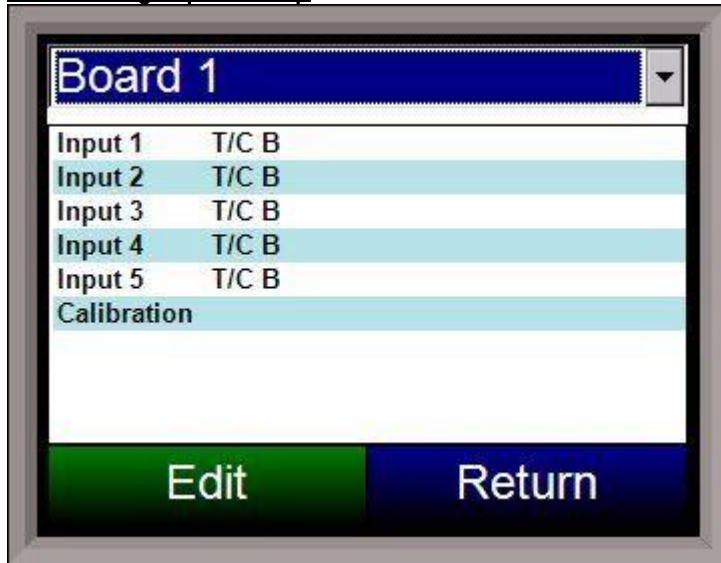 Board 1
Input 1 T/C B
Input 2 T/C B
Input 3 T/C B
Input 4 T/C B
Input 5 T/C B
Calibration
Edit Return